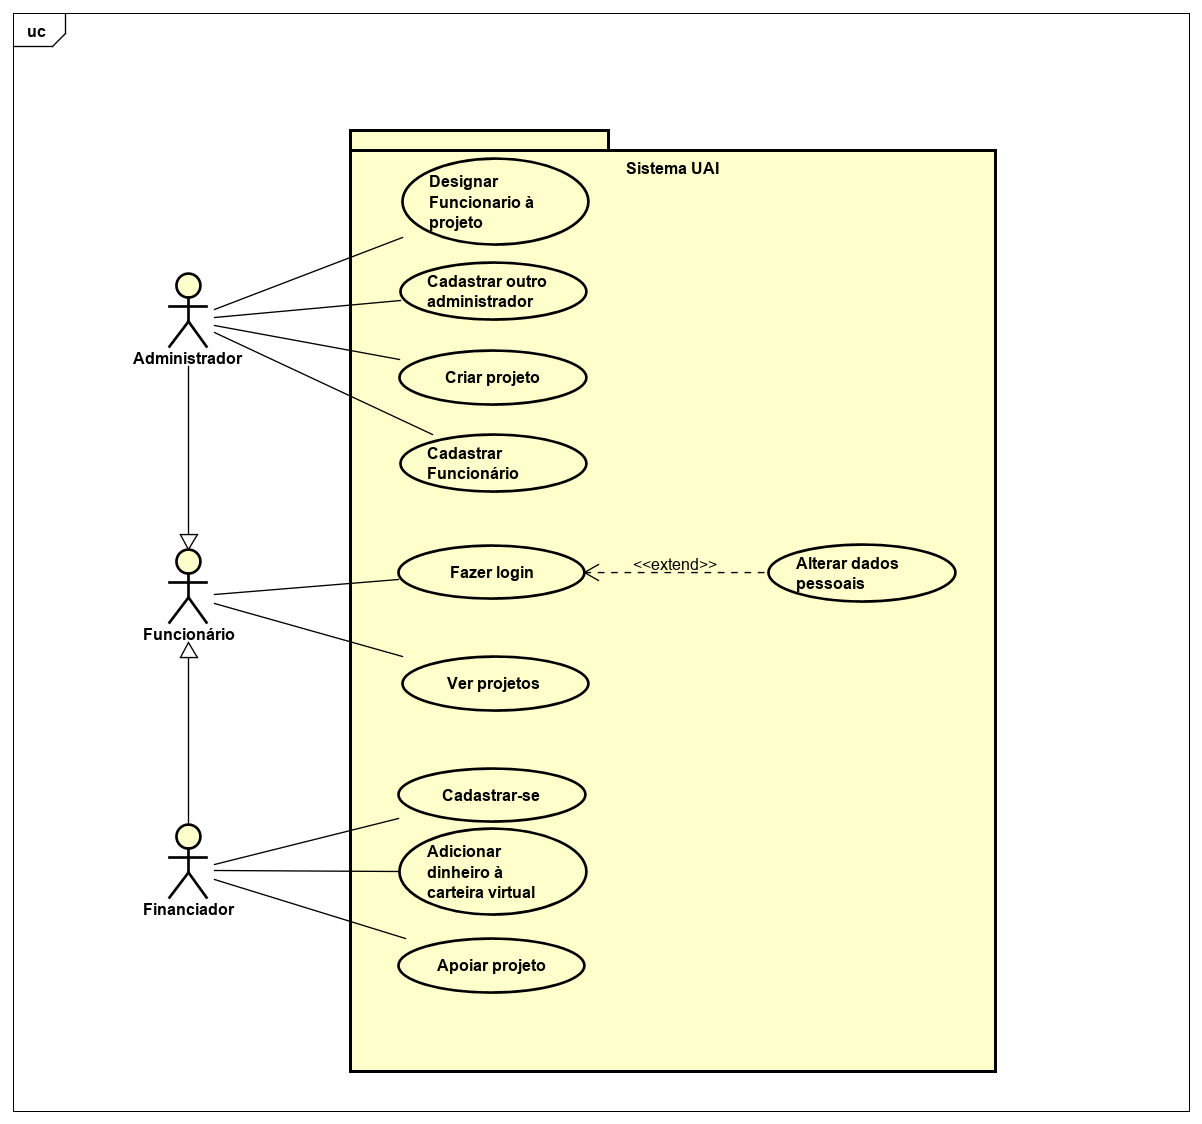 uc
Sistema UAI
Designar
Funcionario à
projeto
Cadastrar outro
administrador
Administrador
Criar projeto
Cadastrar
Funcionário
Fazer login
<<extend>>
Alterar dados
pessoais
Funcionário
Ver projetos
Cadastrar-se
Adicionar
dinheiro à
carteira virtual
Financiador
Apoiar projeto